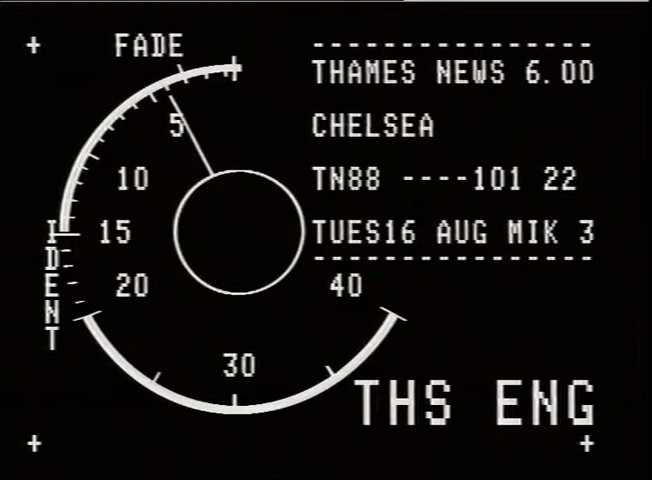 FADE
THAMES NEWS 6.00
CHELSEA
TN88 ----101 22
TUES16 AUG MIK 3
5
10
15
20
30
40
IDENT
THS ENG